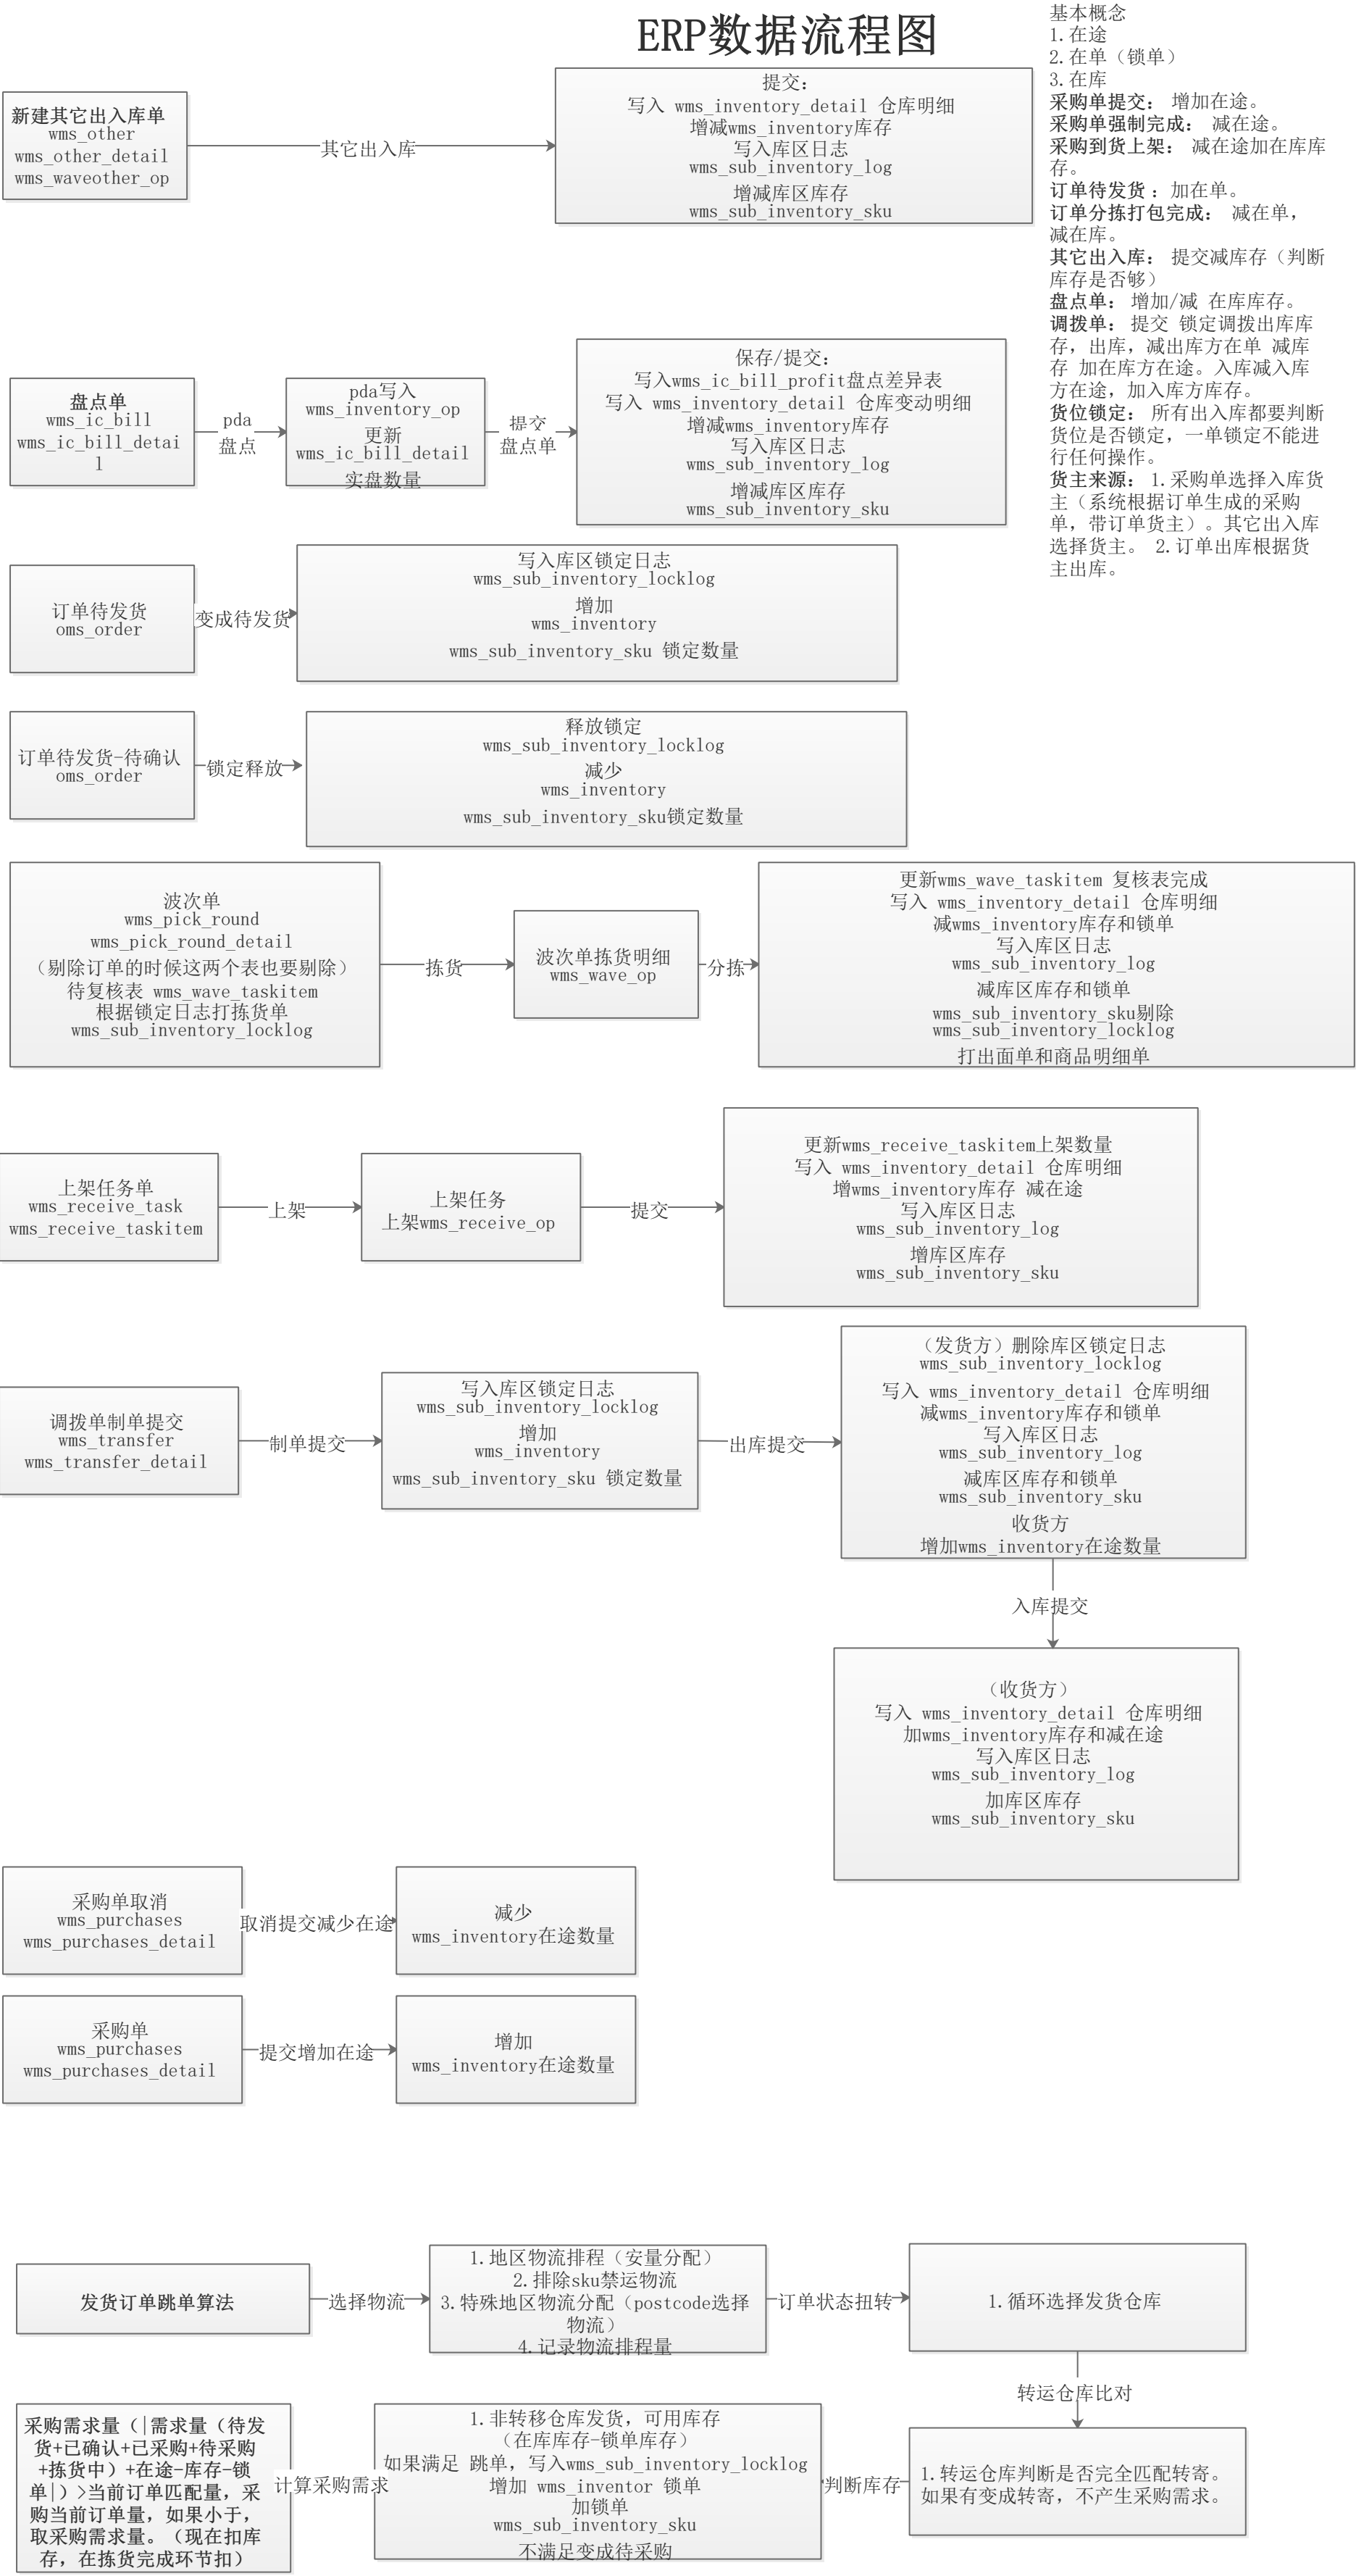 ERP数据流程图
基本概念
1.在途
2.在单（锁单）
3.在库
采购单提交： 增加在途。
采购单强制完成： 减在途。
采购到货上架： 减在途加在库库
存。
订单待发货 ：加在单。
订单分拣打包完成： 减在单，
减在库。
其它出入库： 提交减库存（判断
库存是否够）
盘点单： 增加/减 在库库存。
调拨单： 提交 锁定调拨出库库
存，出库，减出库方在单 减库
存 加在库方在途。入库减入库
方在途，加入库方库存。
货位锁定： 所有出入库都要判断
货位是否锁定，一单锁定不能进
行任何操作。
货主来源： 1.采购单选择入库货
主（系统根据订单生成的采购
单，带订单货主）。其它出入库
选择货主。 2.订单出库根据货
主出库。
新建其它出入库单
wms_other
wms_other_detail
wms_waveother_op
其它出入库
提交：
写入 wms_inventory_detail 仓库明细
增减wms_inventory库存
写入库区日志
wms_sub_inventory_log
增减库区库存
wms_sub_inventory_sku
盘点单
wms_ic_bill
wms_ic_bill_detai
l
pda
盘点
pda写入
wms_inventory_op
更新
wms_ic_bill_detail
实盘数量
提交
盘点单
保存/提交：
写入wms_ic_bill_profit盘点差异表
写入 wms_inventory_detail 仓库变动明细
增减wms_inventory库存
写入库区日志
wms_sub_inventory_log
增减库区库存
wms_sub_inventory_sku
订单待发货
oms_order
变成待发货
写入库区锁定日志
wms_sub_inventory_locklog
增加
wms_inventory
wms_sub_inventory_sku 锁定数量
订单待发货-待确认
oms_order
锁定释放
释放锁定
wms_sub_inventory_locklog
减少
wms_inventory
wms_sub_inventory_sku锁定数量
波次单
wms_pick_round
wms_pick_round_detail
（剔除订单的时候这两个表也要剔除）
待复核表 wms_wave_taskitem
根据锁定日志打拣货单
wms_sub_inventory_locklog
拣货
波次单拣货明细
wms_wave_op
分拣
更新wms_wave_taskitem 复核表完成
写入 wms_inventory_detail 仓库明细
减wms_inventory库存和锁单
写入库区日志
wms_sub_inventory_log
减库区库存和锁单
wms_sub_inventory_sku剔除
wms_sub_inventory_locklog
打出面单和商品明细单
上架任务单
wms_receive_task
wms_receive_taskitem
上架
上架任务
上架wms_receive_op
提交
更新wms_receive_taskitem上架数量
写入 wms_inventory_detail 仓库明细
增wms_inventory库存 减在途
写入库区日志
wms_sub_inventory_log
增库区库存
wms_sub_inventory_sku
调拨单制单提交
wms_transfer
wms_transfer_detail
制单提交
写入库区锁定日志
wms_sub_inventory_locklog
增加
wms_inventory
wms_sub_inventory_sku 锁定数量
出库提交
（发货方）删除库区锁定日志
wms_sub_inventory_locklog
写入 wms_inventory_detail 仓库明细
减wms_inventory库存和锁单
写入库区日志
wms_sub_inventory_log
减库区库存和锁单
wms_sub_inventory_sku
收货方
增加wms_inventory在途数量
入库提交
（收货方）
写入 wms_inventory_detail 仓库明细
加wms_inventory库存和减在途
写入库区日志
wms_sub_inventory_log
加库区库存
wms_sub_inventory_sku
采购单取消
wms_purchases
wms_purchases_detail
取消提交减少在途
减少
wms_inventory在途数量
采购单
wms_purchases
wms_purchases_detail
提交增加在途
增加
wms_inventory在途数量
发货订单跳单算法
选择物流
1.地区物流排程（安量分配）
2.排除sku禁运物流
3.特殊地区物流分配（postcode选择
物流）
4.记录物流排程量
订单状态扭转
1.循环选择发货仓库
转运仓库比对
1.转运仓库判断是否完全匹配转寄。
如果有变成转寄，不产生采购需求。
判断库存
1.非转移仓库发货，可用库存
（在库库存-锁单库存）
如果满足 跳单，写入wms_sub_inventory_locklog
增加 wms_inventor 锁单
加锁单
wms_sub_inventory_sku
不满足变成待采购
计算采购需求
采购需求量（|需求量（待发
货+已确认+已采购+待采购
+拣货中）+在途-库存-锁
单|）>当前订单匹配量，采
购当前订单量，如果小于，
取采购需求量。（现在扣库
存，在拣货完成环节扣）